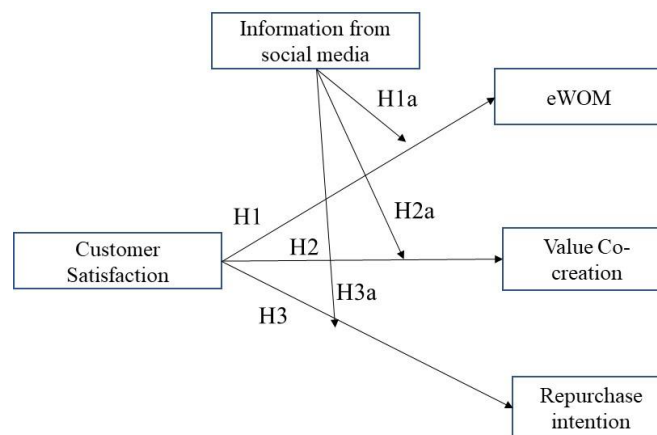 Information from
social media
H1a
eWOM
H1
H2a
Customer
Satisfaction
H2
Value Co-
creation
H3a
H3
Repurchase
intention